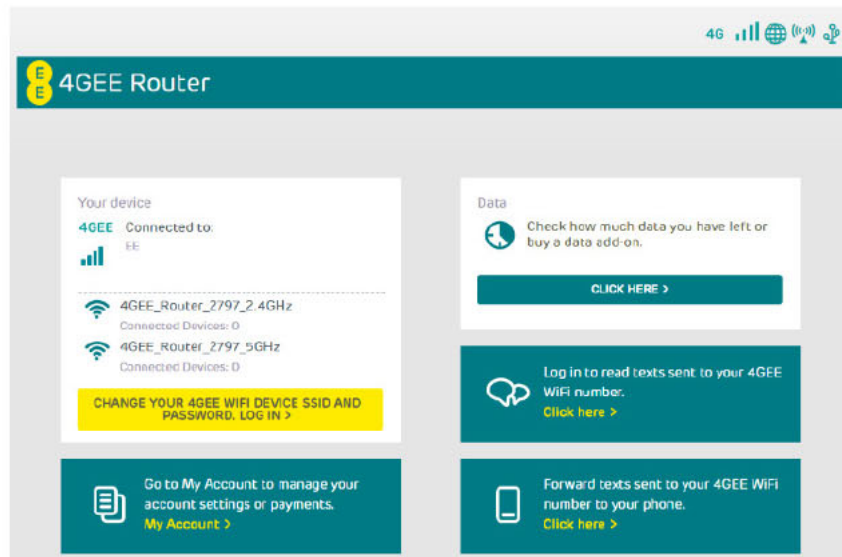 4G
E
E
4GEE Router
Your device
4GEE Connected to:
EE
4GEE_Router_2797_2.4GHz
Connected Devices: 0
4GEE_Router_2797_5GHz
Connected Devices: 0
CHANGE YOUR 4GEE WIFI DEVICE SSID AND
PASSWORD. LOG IN >
Go to My Account to manage your
account settings or payments.
My Account >
Data
Check how much data you have left or
buy a data add-on.
CLICK HERE >
Log in to read texts sent to your 4GEE
WiFi number.
Click here >
Forward texts sent to your 4GEE WiFi
number to your phone.
Click here >